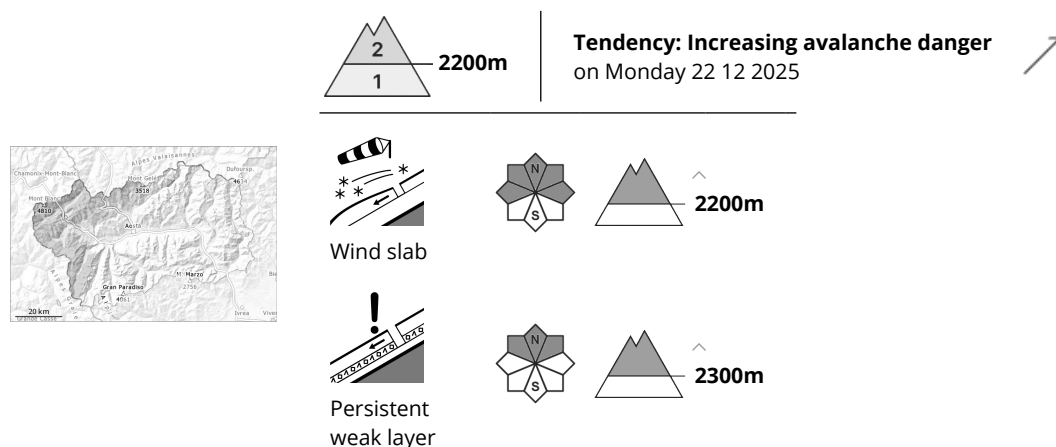 2
1
2200m
Tendency: Increasing avalanche danger
on Monday 22 12 2025
Alpes Valaisannes
Chamonix-Mont-Blanc
Mont Gelé
3518
Dufoursp.
Mont Blanc
4810
Aosta
M. Marzo
2756
Gran Paradiso
4061
20 km
Ivrea
N
S
2200m
Wind slab
N
S
2300m
Persistent
weak layer